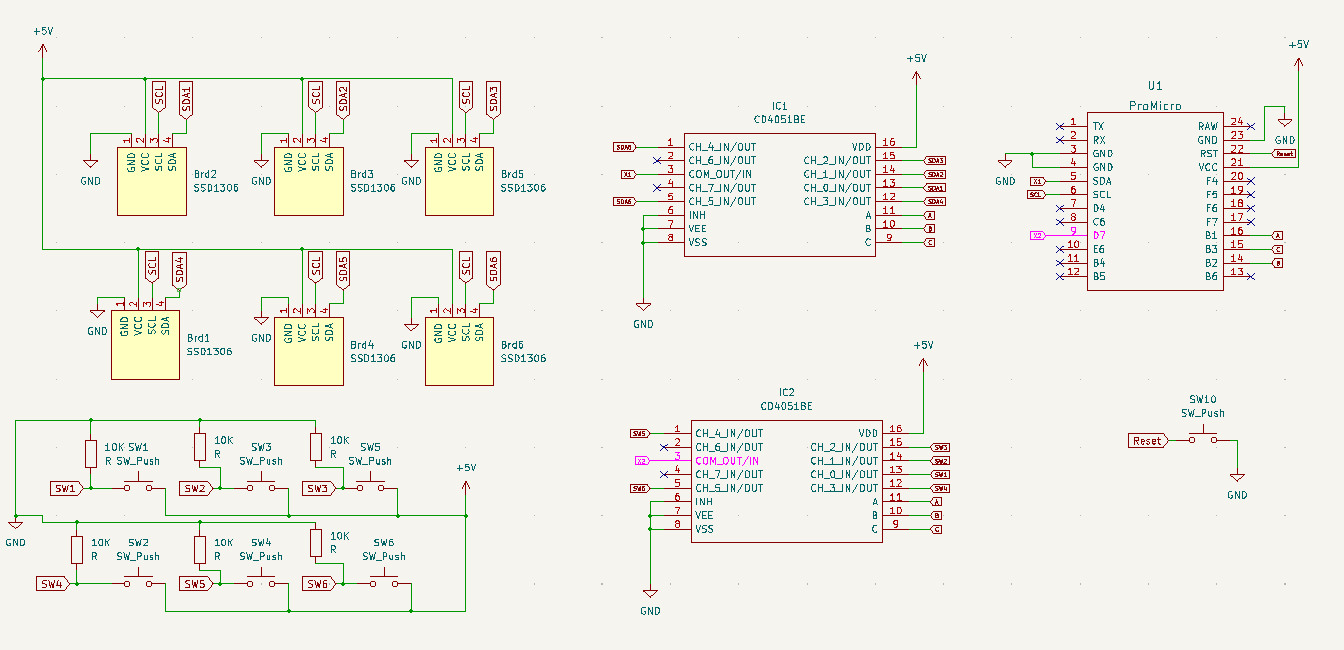 +5V
SCL
SDA1
SCL
SDA2
SCL
SDA3
1
2
3
4
GND
VCC
SCL
SDA
GND
Brd2
SSD1306
1
2
3
4
GND
VCC
SCL
SDA
GND
Brd3
SSD1306
1
2
3
4
GND
VCC
SCL
SDA
GND
Brd5
SSD1306
SCL
SDA4
SCL
SDA5
SCL
SDA6
1
2
3
4
GND
VCC
SCL
SDA
GND
Brd1
SSD1306
1
2
3
4
GND
VCC
SCL
SDA
GND
Brd4
SSD1306
1
2
3
4
GND
VCC
SCL
SDA
GND
Brd6
SSD1306
10K
R
SW1
SW_Push
SW1
10K
R
SW3
SW_Push
SW2
10K
R
SW5
SW_Push
SW3
+5V
GND
10K
R
SW2
SW_Push
SW4
10K
R
SW4
SW_Push
SW5
10K
R
SW6
SW_Push
SW6
+5V
IC1
CD4051BE
1 CH_4_IN/OUT
X1
2 CH_6_IN/OUT
3 COM_OUT/IN
4 CH_7_IN/OUT
SDA6
5 CH_5_IN/OUT
6 INH
7 VEE
8 VSS
VDD 16
CH_2_IN/OUT 15 SDA3
CH_1_IN/OUT 14 SDA2
CH_0_IN/OUT 13 SDA1
CH_3_IN/OUT 12 SDA4
A 11 A
B 10 B
C 9 C
GND
+5V
IC2
CD4051BE
SW5 1 CH_4_IN/OUT
2 CH_6_IN/OUT
X2 3 COM_OUT/IN
4 CH_7_IN/OUT
SW6 5 CH_5_IN/OUT
6 INH
7 VEE
8 VSS
VDD 16
CH_2_IN/OUT 15 SW3
CH_1_IN/OUT 14 SW2
CH_0_IN/OUT 13 SW1
CH_3_IN/OUT 12 SW4
A 11 A
B 10 B
C 9 C
GND
+5V
U1
ProMicro
1 TX
2 RX
3 GND
4 GND
X1 5 SDA
SCL 6 SCL
7 D4
8 C6
X2 9 D7
10 E6
11 B4
12 B5
GND
RAW 24
GND 23
RST 22 Reset
VCC 21
F4 20
F5 19
F6 18
F7 17
B1 16 A
B3 15 C
B2 14 B
B6 13
GND
SW10
SW_Push
Reset
GND